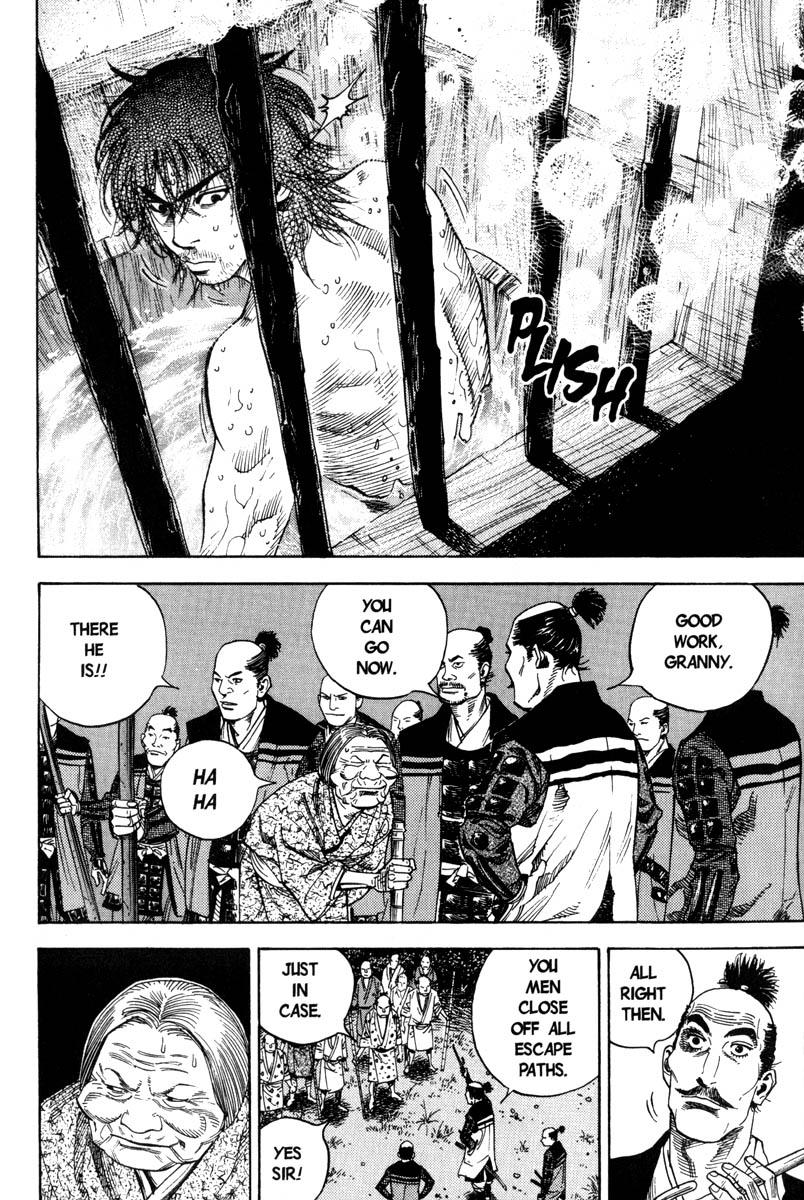 PLISH
GOOD
WORK,
GRANNY.
YOU
CAN
GO
NOW.
HA
HA
THERE
HE
IS!!
ALL
RIGHT
THEN.
YOU
MEN
CLOSE
OFF ALL
ESCAPE
PATHS.
JUST
IN
CASE.
YES
SIR!